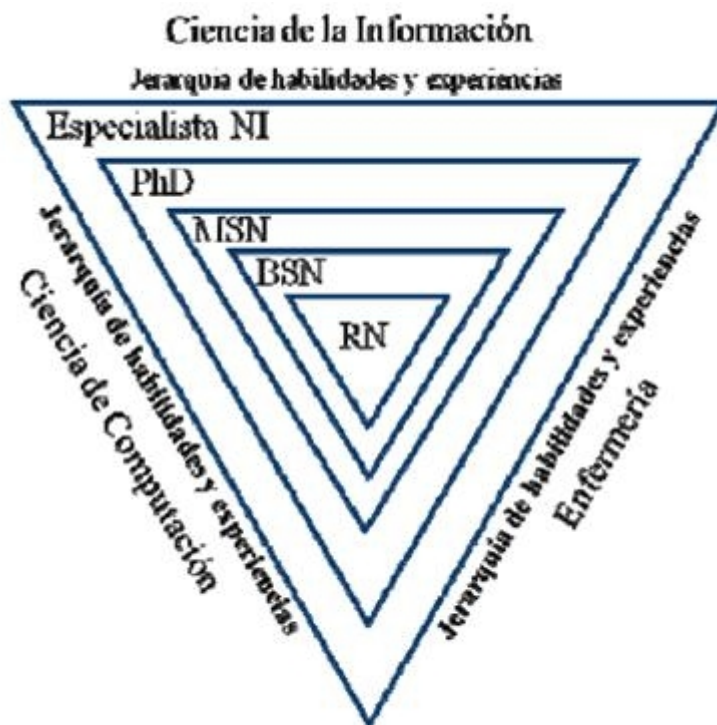 Ciencia de la Información
Jerarquía de habilidades y experiencias
Especialista NI
PhD
MSN
BSN
RN
Jerarquía de habilidades y experiencias
Ciencia de Computación
Jerarquía de habilidades y experiencias
Enfermería